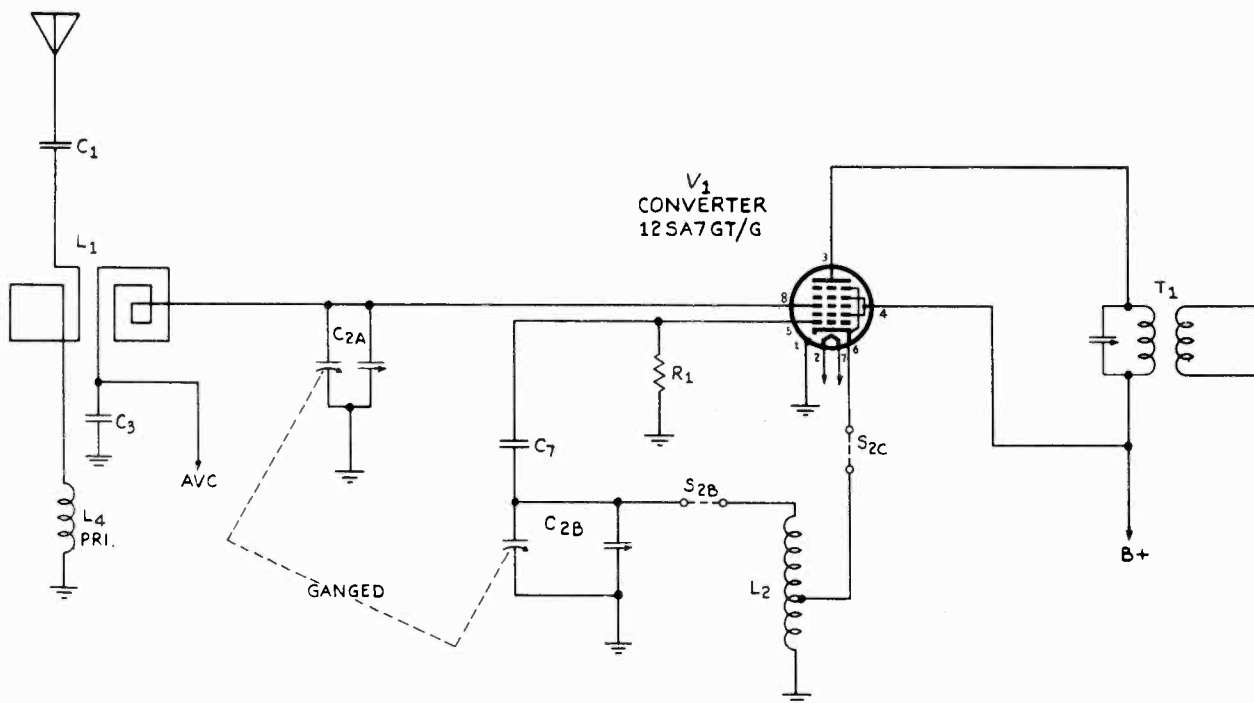 C1
L1
V1
CONVERTER
12SA7GT/G
3
8
4
5
1
2
7
6
T1
C2A
R1
C3
AVC
C7
S2C
S2B
L4
PRI.
C2B
GANGED
L2
B+